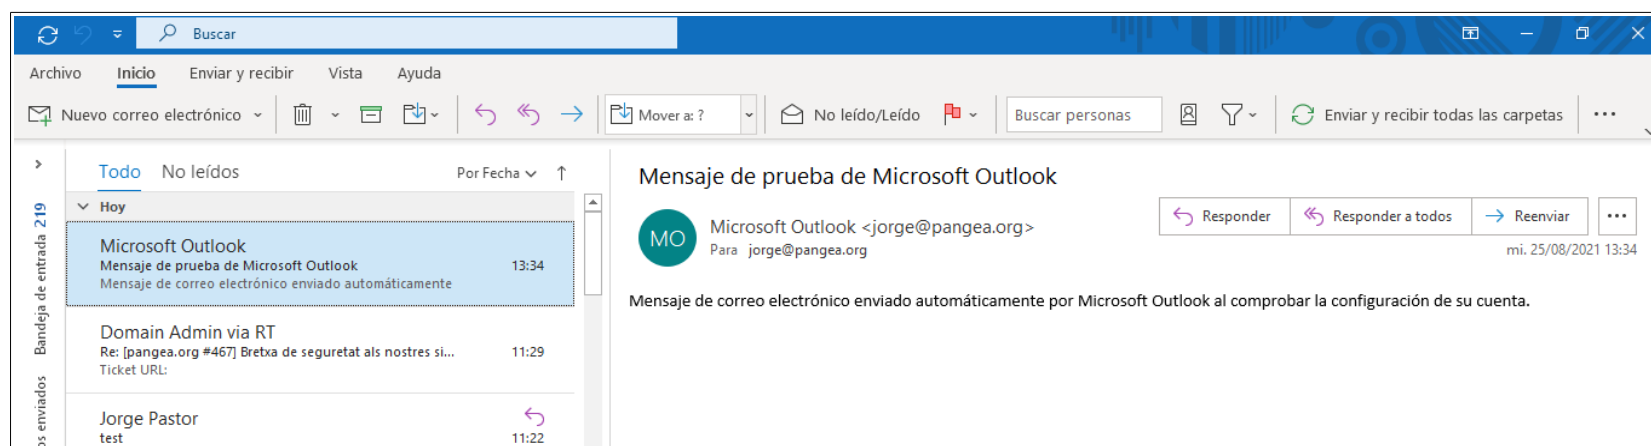 Buscar
Archivo Inicio Enviar y recibir Vista Ayuda
Nuevo correo electrónico Mover a: ? No leído/Leído Buscar personas Enviar y recibir todas las carpetas ...
Bandeja de entrada 219
os enviados
Todo No leídos Por Fecha
Hoy
Microsoft Outlook
Mensaje de prueba de Microsoft Outlook 13:34
Mensaje de correo electrónico enviado automáticamente
Domain Admin via RT
Re: [pangea.org #467] Bretxa de seguretat als nostres si... 11:29
Ticket URL:
Jorge Pastor
test 11:22
Mensaje de prueba de Microsoft Outlook
MO
Microsoft Outlook <jorge@pangea.org>
Para jorge@pangea.org
Responder Responder a todos Reenviar ...
mi. 25/08/2021 13:34
Mensaje de correo electrónico enviado automáticamente por Microsoft Outlook al comprobar la configuración de su cuenta.